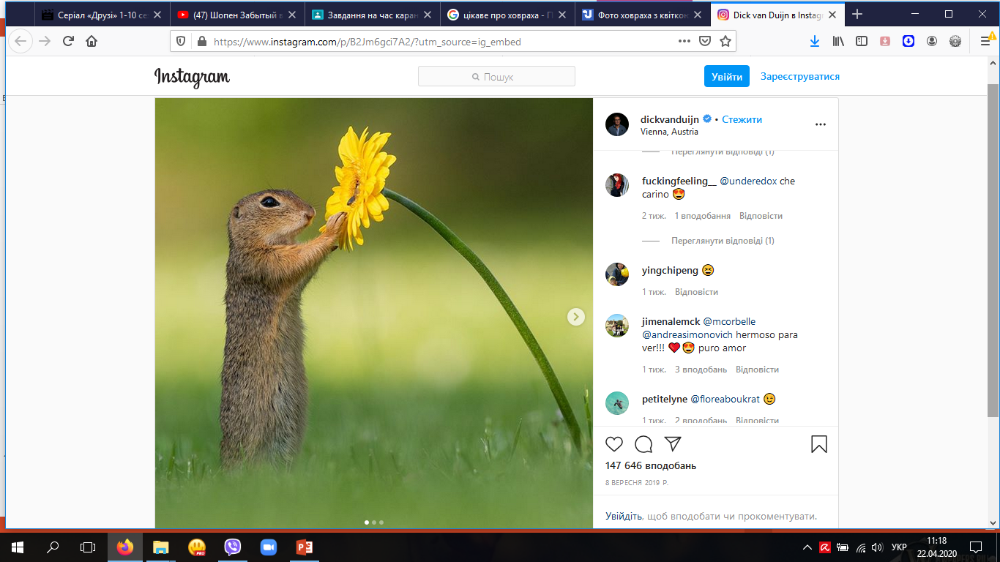 Серіал «Друзі» 1-10 се
(47) Шопен Забытый в
Завдання на час каран
цікаве про ховраха - П
Фото ховраха з квіткою
Dick van Duijn в Instagr
https://www.instagram.com/p/B2Jm6gci7A2/?utm_source=ig_embed
Instagram
Пошук
Увійти
Зареєструватися
dickvanduijn • Стежити
Vienna, Austria
Переглянути відповіді (1)
fuckingfeeling__ @underedox che
carino 😍
2 тиж. 1 вподобання Відповісти
Переглянути відповіді (1)
yingchipeng 😆
1 тиж. Відповісти
jimenalemck @mcorbelle
@andreasimonovich hermoso para
ver!!! ❤️😍 puro amor
1 тиж. 3 вподобань Відповісти
petitelyne @floreaboukrat 😉
1 тиж. 2 вподобань Відповісти
147 646 вподобань
8 ВЕРЕСНЯ 2019 Р.
Увійдіть, щоб вподобати чи прокоментувати.
PRO
УКР
11:18
22.04.2020